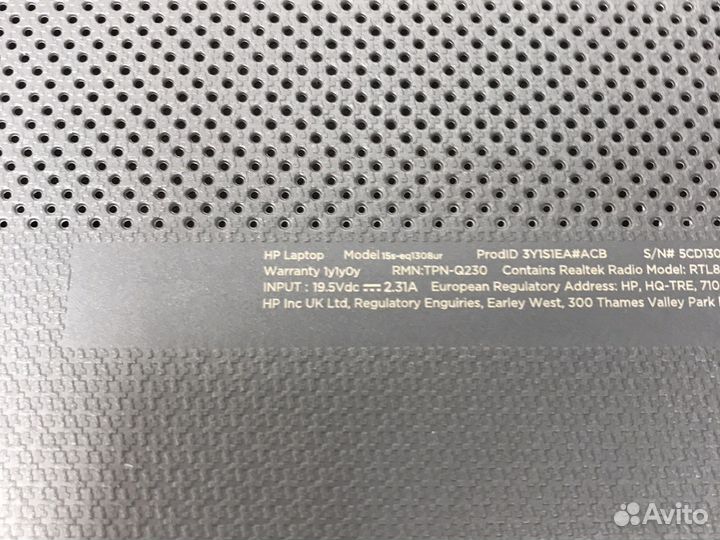 HP Laptop Model 15s-eq1308ur ProdID 3Y1S1EA#ACB S/N# 5CD130
Warranty 1y1y0y RMN:TPN-Q230 Contains Realtek Radio Model: RTL8
INPUT : 19.5Vdc ⎓ 2.31A European Regulatory Address: HP, HQ-TRE, 710
HP Inc UK Ltd, Regulatory Enguiries, Earley West, 300 Thames Valley Park
Avito